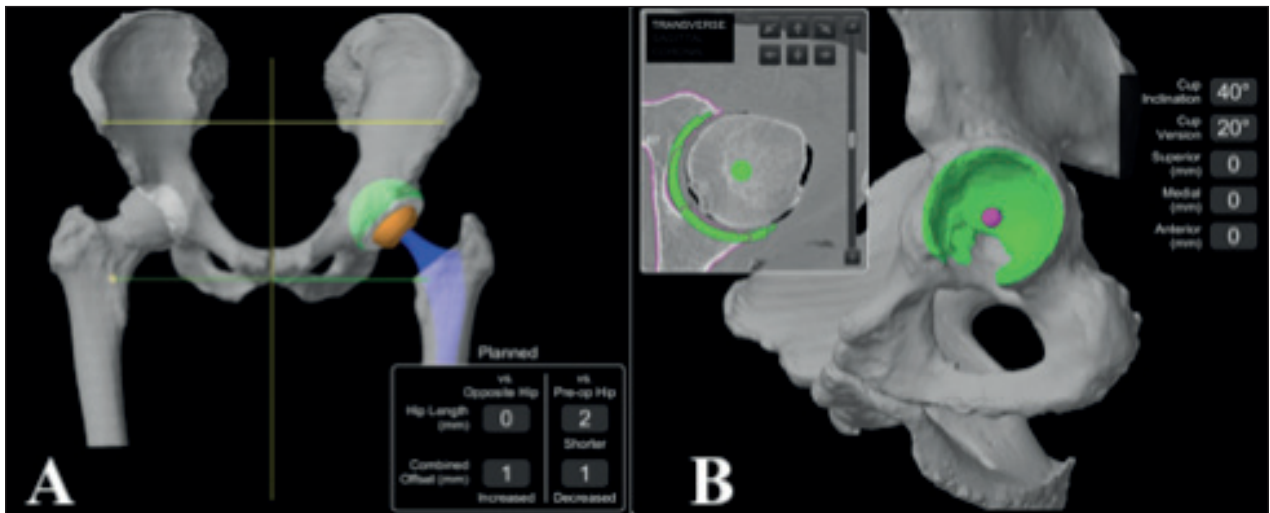 Planned
vs. vs.
Opposite Hip Pre-op Hip
Hip Length
(mm) 0 2
Shorter
Combined
Offset (mm) 1 1
Increased Decreased
A
TRANSVERSE
Cup
Inclination 40°
Cup
Version 20°
Superior
(mm) 0
Medial
(mm) 0
Anterior
(mm) 0
B